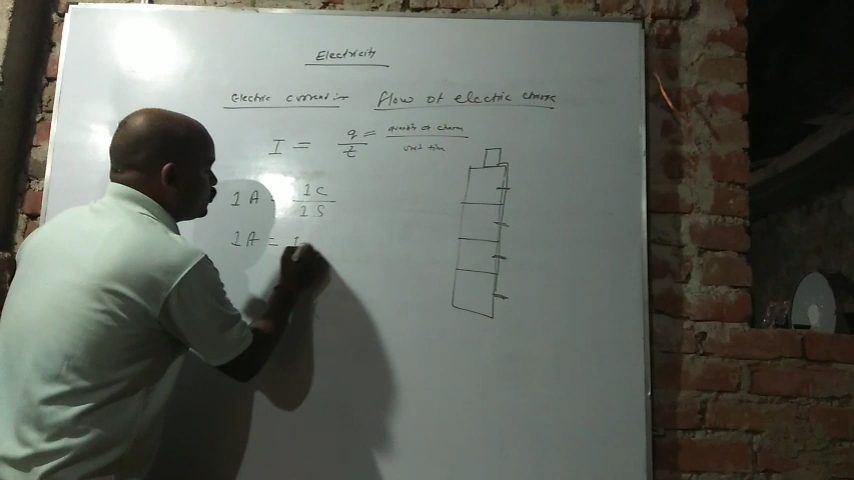 Electricity
Electric current :- flow of electric charge
I = q/t = quantity of charge / unit time
1 A = 1 C / 1 S
1 A = 1